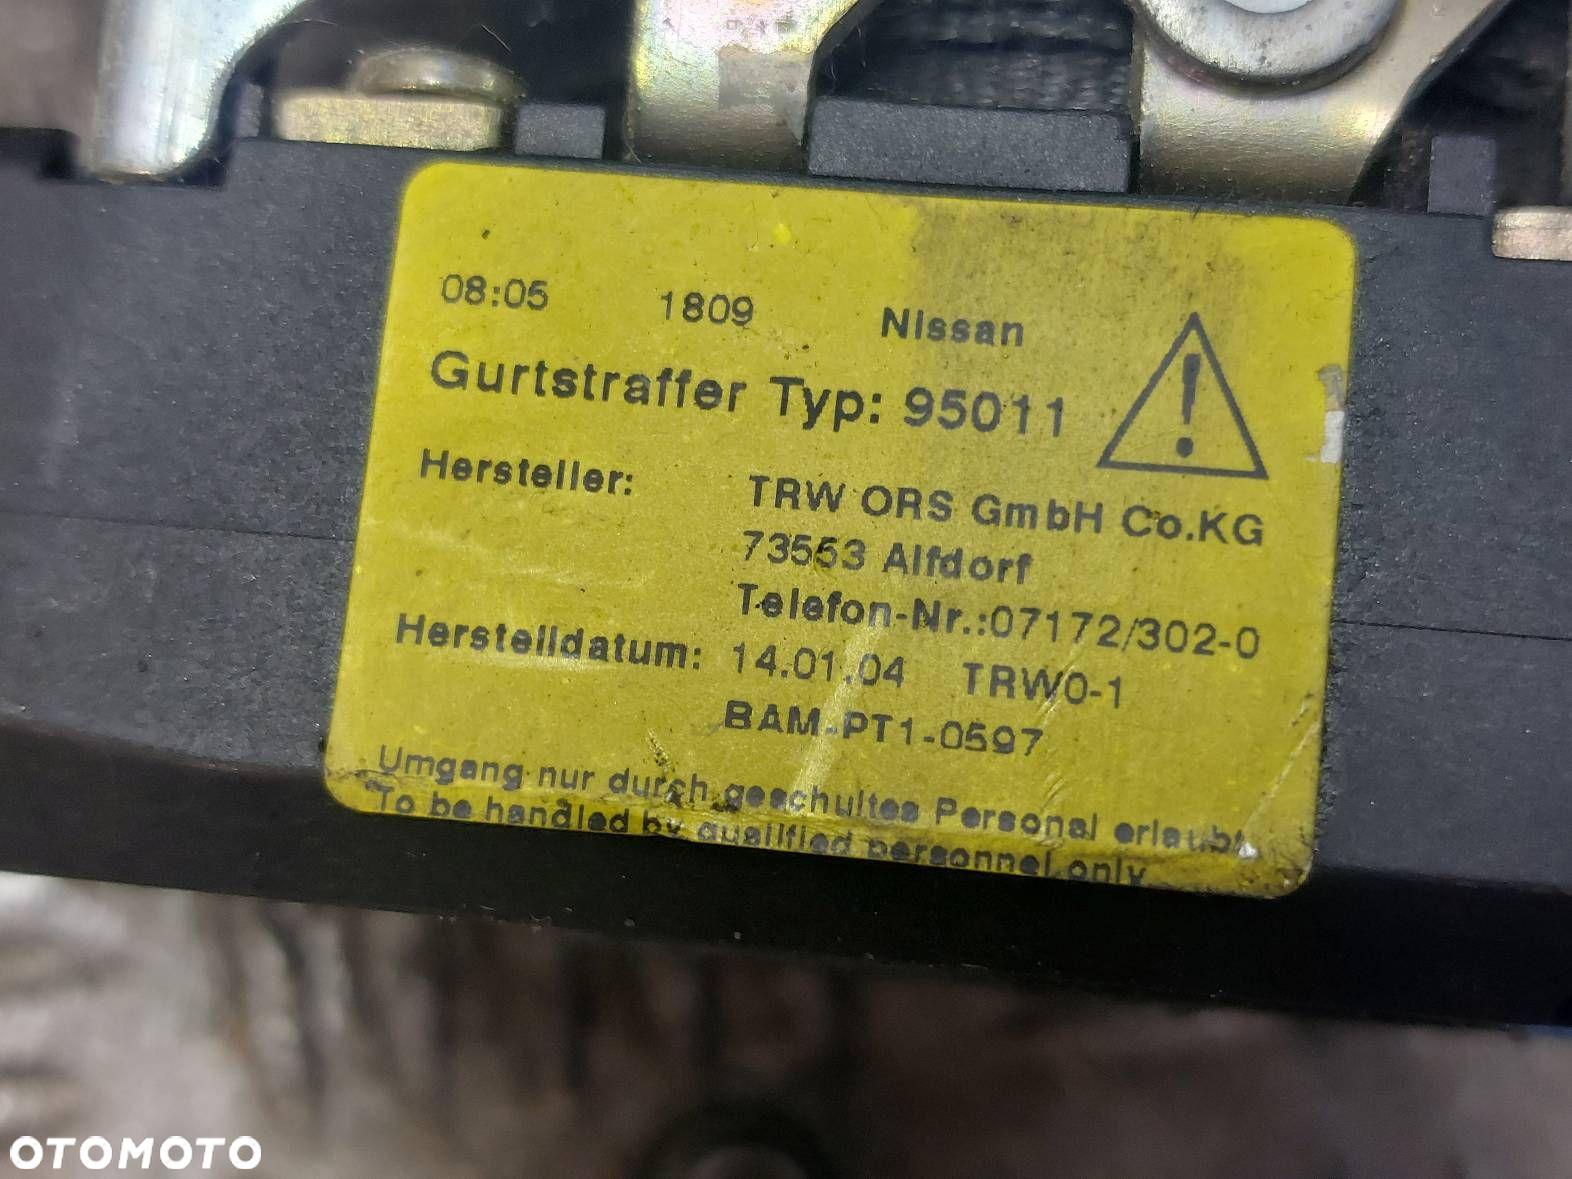 08:05 1809 Nissan
Gurtstraffer Typ: 95011
Hersteller: TRW ORS GmbH Co.KG
73553 Alfdorf
Telefon-Nr.:07172/302-0
Herstelldatum: 14.01.04 TRW0-1
BAM-PT1-0597
Umgang nur durch geschultes Personal erlaubt
To be handled by qualified personnel only
OTOMOTO